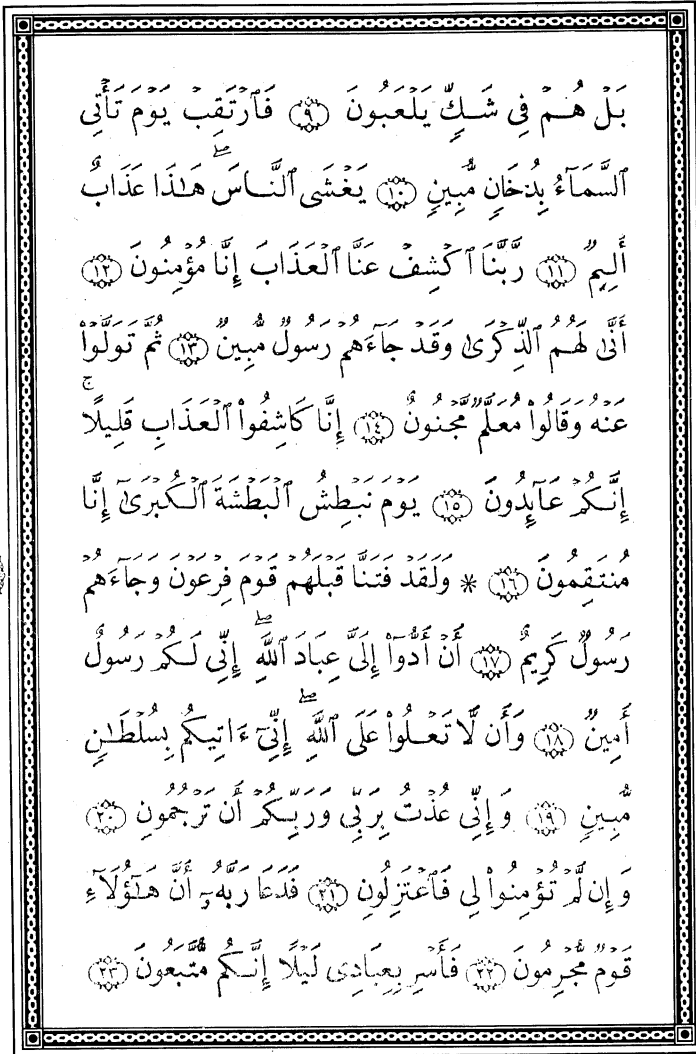 بَلْ هُمْ فِى شَكٍّ يَلْعَبُونَ ﴿٩﴾ فَٱرْتَقِبْ يَوْمَ تَأْتِى
ٱلسَّمَآءُ بِدُخَانٍ مُّبِينٍ ﴿١٠﴾ يَغْشَى ٱلنَّاسَ ۖ هَـٰذَا عَذَابٌ
أَلِيمٌ ﴿١١﴾ رَّبَّنَا ٱكْشِفْ عَنَّا ٱلْعَذَابَ إِنَّا مُؤْمِنُونَ ﴿١٢﴾
أَنَّىٰ لَهُمُ ٱلذِّكْرَىٰ وَقَدْ جَآءَهُمْ رَسُولٌ مُّبِينٌ ﴿١٣﴾ ثُمَّ تَوَلَّوْا۟
عَنْهُ وَقَالُوا۟ مُعَلَّمٌ مَّجْنُونٌ ﴿١٤﴾ إِنَّا كَاشِفُوا۟ ٱلْعَذَابِ قَلِيلًا ۚ
إِنَّكُمْ عَآئِدُونَ ﴿١٥﴾ يَوْمَ نَبْطِشُ ٱلْبَطْشَةَ ٱلْكُبْرَىٰٓ إِنَّا
مُنتَقِمُونَ ﴿١٦﴾ * وَلَقَدْ فَتَنَّا قَبْلَهُمْ قَوْمَ فِرْعَوْنَ وَجَآءَهُمْ
رَسُولٌ كَرِيمٌ ﴿١٧﴾ أَنْ أَدُّوٓا۟ إِلَىَّ عِبَادَ ٱللَّهِ ۖ إِنِّى لَكُمْ رَسُولٌ
أَمِينٌ ﴿١٨﴾ وَأَن لَّا تَعْلُوا۟ عَلَى ٱللَّهِ ۖ إِنِّىٓ ءَاتِيكُم بِسُلْطَـٰنٍ
مُّبِينٍ ﴿١٩﴾ وَإِنِّى عُذْتُ بِرَبِّى وَرَبِّكُمْ أَن تَرْجُمُونِ ﴿٢٠﴾
وَإِن لَّمْ تُؤْمِنُوا۟ لِى فَٱعْتَزِلُونِ ﴿٢١﴾ فَدَعَا رَبَّهُۥٓ أَنَّ هَـٰٓؤُلَآءِ
قَوْمٌ مُّجْرِمُونَ ﴿٢٢﴾ فَأَسْرِ بِعِبَادِى لَيْلًا إِنَّكُم مُّتَّبَعُونَ ﴿٢٣﴾